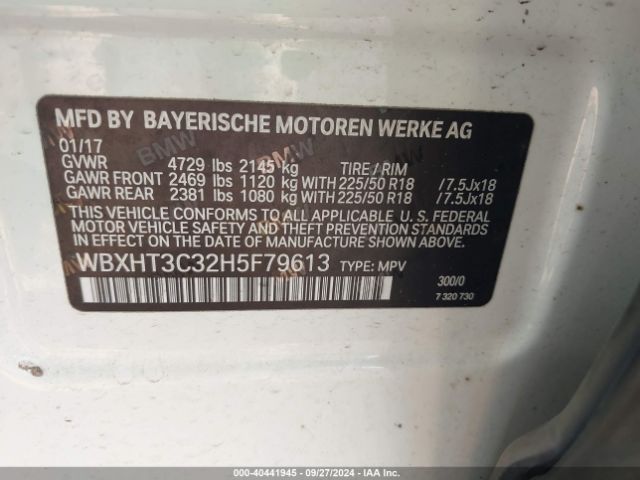 MFD BY BAYERISCHE MOTOREN WERKE AG
01/17
GVWR 4729 lbs 2145 kg TIRE/RIM
GAWR FRONT 2469 lbs 1120 kg WITH 225/50 R18 /7.5Jx18
GAWR REAR 2381 lbs 1080 kg WITH 225/50 R18 /7.5Jx18
THIS VEHICLE CONFORMS TO ALL APPLICABLE U.S. FEDERAL
MOTOR VEHICLE SAFETY, BUMPER, AND THEFT PREVENTION
STANDARDS IN EFFECT ON THE DATE OF MANUFACTURE SHOWN ABOVE.
WBXHT3C32H5F79613 TYPE: MPV
300/0
7 320 730
000-40441945 - 09/27/2024 - IAA Inc.